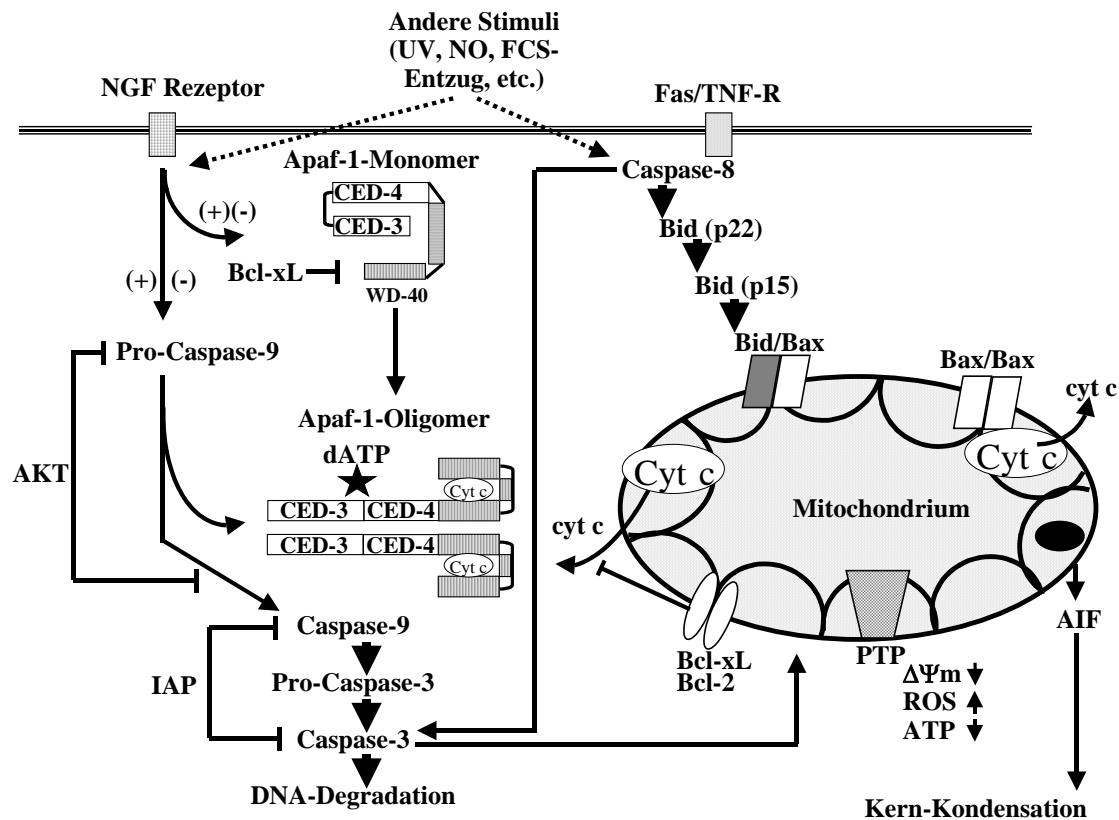 Andere Stimuli
(UV, NO, FCS-
Entzug, etc.)
NGF Rezeptor
Fas/TNF-R
Apaf-1-Monomer
Caspase-8
CED-4
(+)(-)
CED-3
Bid (p22)
Bcl-xL
(+) (-)
WD-40
Bid (p15)
Pro-Caspase-9
Bid/Bax
Bax/Bax
cyt c
Apaf-1-Oligomer
dATP
Cyt c
Cyt c
AKT
Cyt c
CED-3 CED-4
Mitochondrium
cyt c
CED-3 CED-4
Cyt c
Caspase-9
AIF
Bcl-xL
Bcl-2
PTP
IAP
Pro-Caspase-3
ΔΨm
ROS
ATP
Caspase-3
DNA-Degradation
Kern-Kondensation